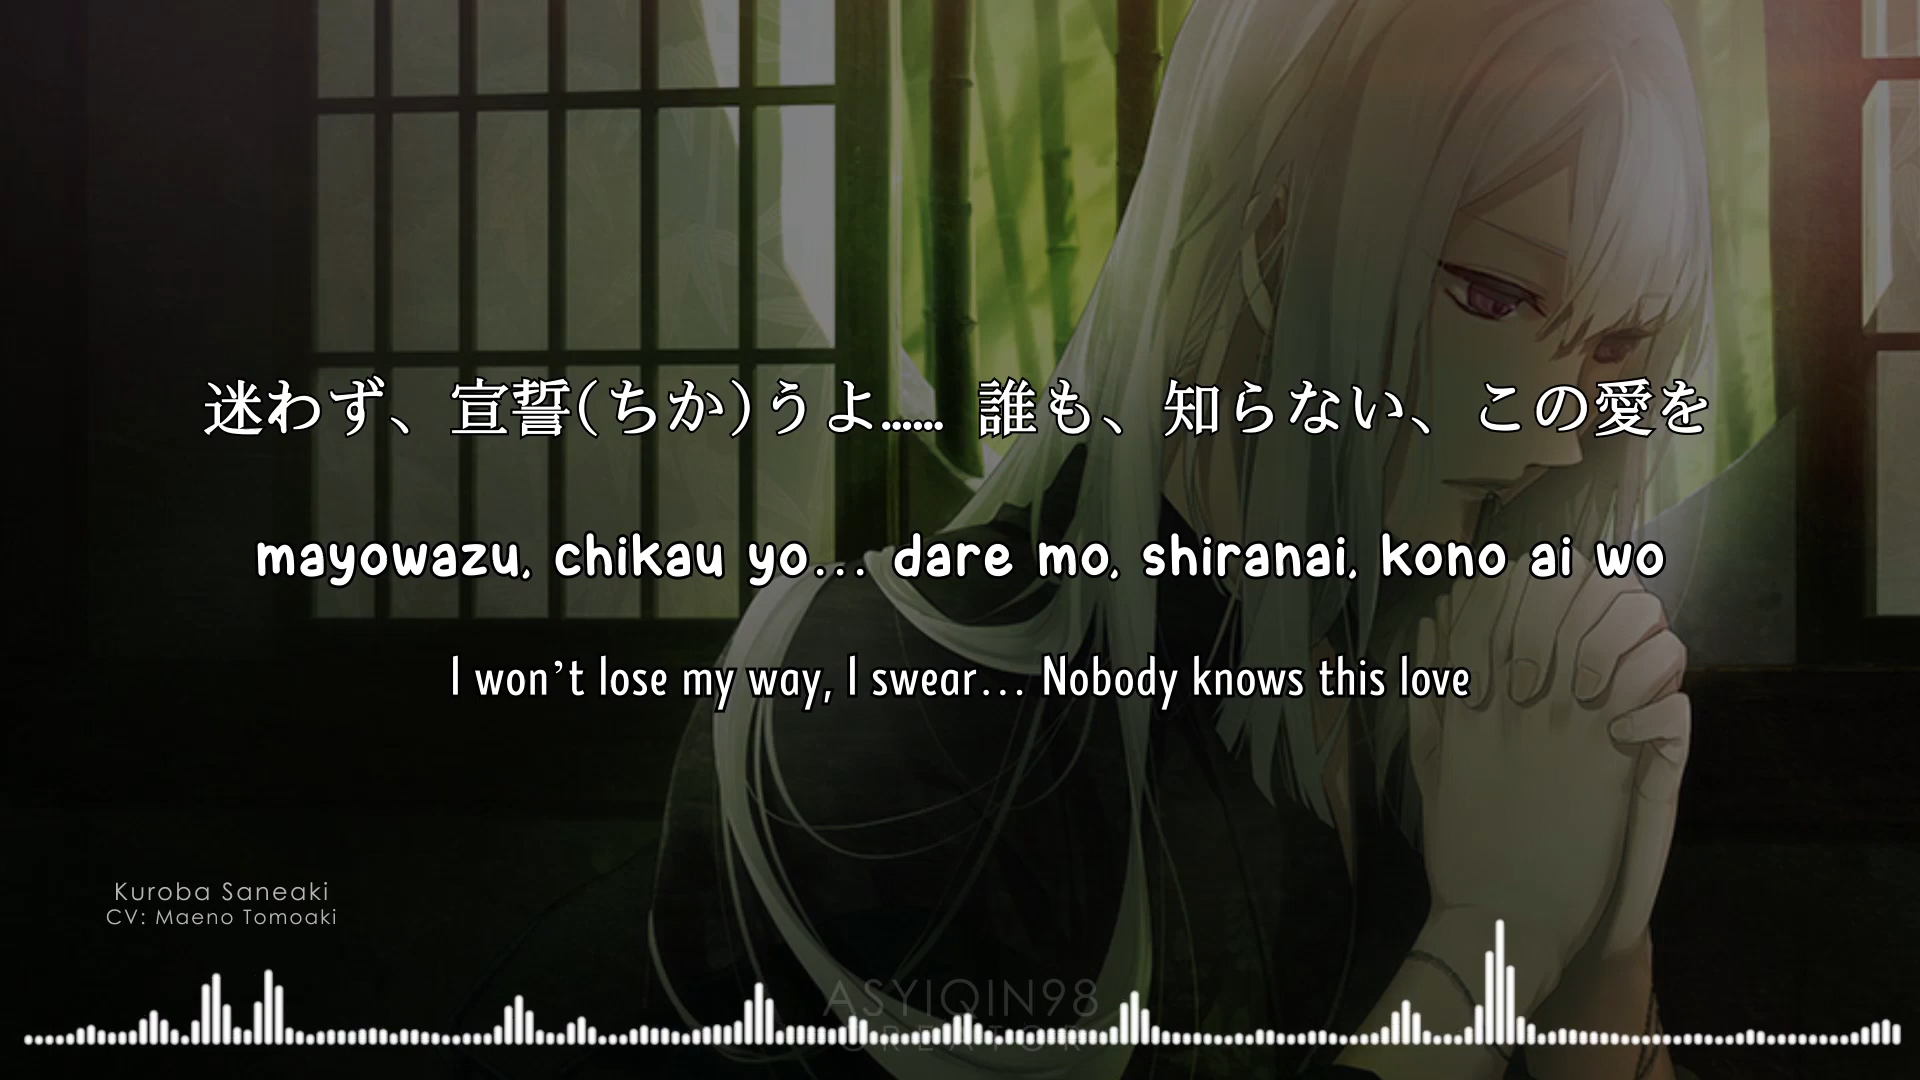 迷わず、宣誓(ちか)うよ…… 誰も、知らない、この愛を
mayowazu, chikau yo... dare mo, shiranai, kono ai wo
I won't lose my way, I swear... Nobody knows this love
Kuroba Saneaki
CV: Maeno Tomoaki
ASYIQIN98
CREATOR